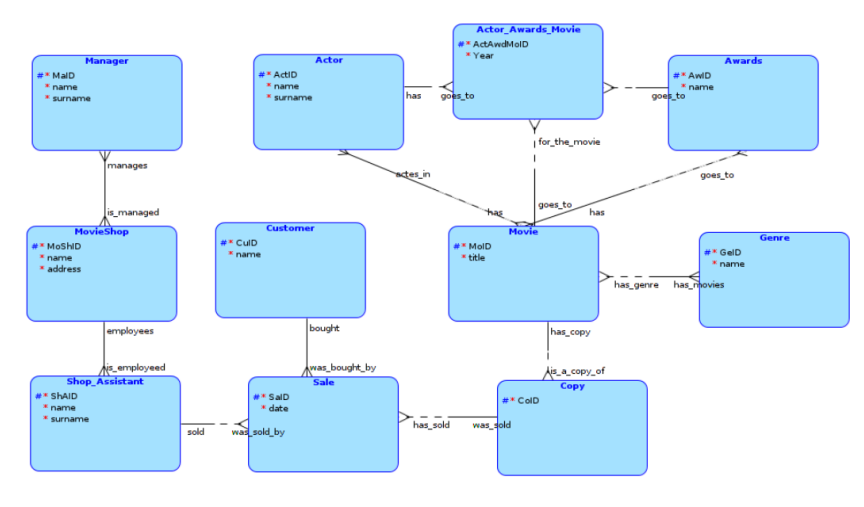 Actor_Awards_Movie
#* ActAwdMoID
* Year
Manager
#* MaID
* name
* surname
Actor
#* ActID
* name
* surname
Awards
#* AwID
* name
has
goes_to
goes_to
manages
is_managed
actes_in
has
for_the_movie
goes_to
has
goes_to
MovieShop
#* MoShID
* name
* address
Customer
#* CuID
* name
Movie
#* MoID
* title
Genre
#* GeID
* name
has_genre
has_movies
employees
is_employeed
bought
was_bought_by
has_copy
is_a_copy_of
Shop_Assistant
#* ShAID
* name
* surname
Sale
#* SaID
* date
Copy
#* CoID
sold
was_sold_by
has_sold
was_sold